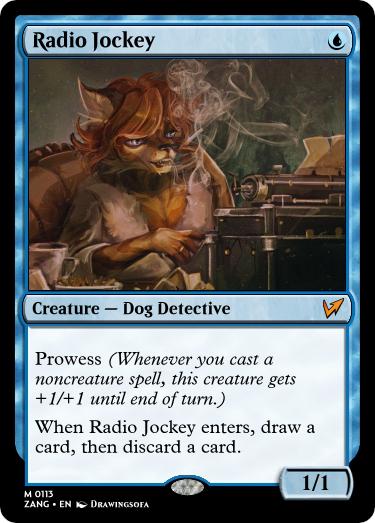 Radio Jockey
Creature — Dog Detective
Prowess (Whenever you cast a
noncreature spell, this creature gets
+1/+1 until end of turn.)
When Radio Jockey enters, draw a
card, then discard a card.
1/1
M 0113
ZANG • EN Drawingsofa